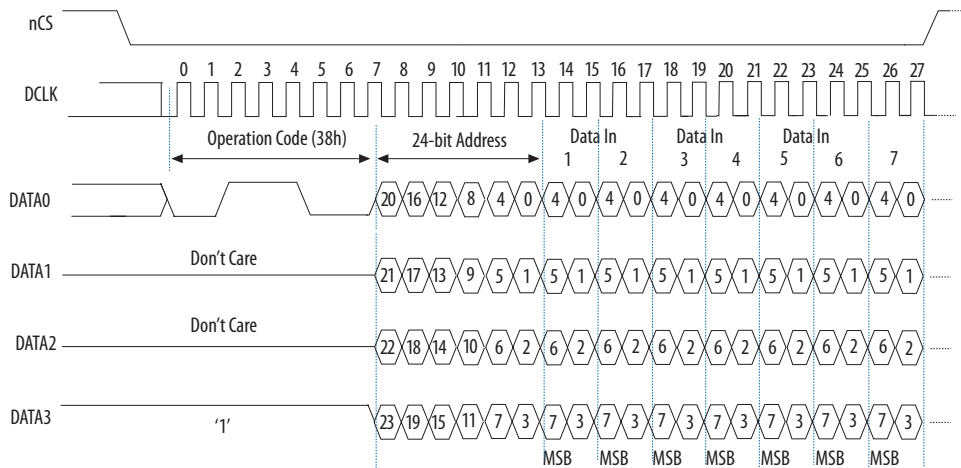 nCS
0 1 2 3 4 5 6 7 8 9 10 11 12 13 14 15 16 17 18 19 20 21 22 23 24 25 26 27
DCLK
Operation Code (38h) 24-bit Address Data In Data In Data In
1 2 3 4 5 6 7
DATA0 20 16 12 8 4 0 4 0 4 0 4 0 4 0 4 0 4 0 4 0
Don't Care
DATA1 21 17 13 9 5 1 5 1 5 1 5 1 5 1 5 1 5 1 5 1
Don't Care
DATA2 22 18 14 10 6 2 6 2 6 2 6 2 6 2 6 2 6 2 6 2
DATA3 '1' 23 19 15 11 7 3 7 3 7 3 7 3 7 3 7 3 7 3 7 3
MSB MSB MSB MSB MSB MSB MSB